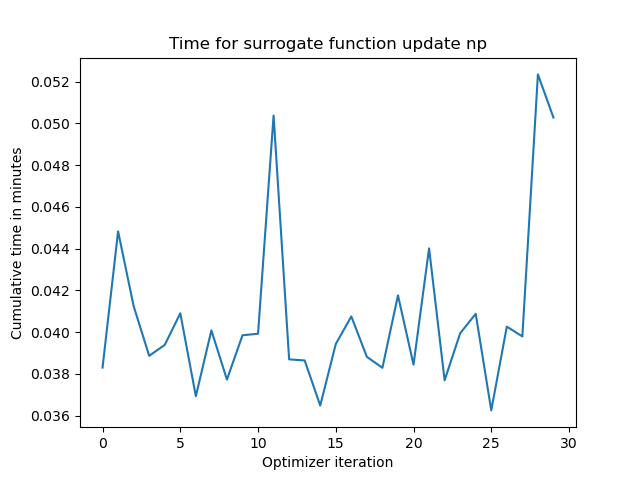 Time for surrogate function update np
Cumulative time in minutes
0.052
0.050
0.048
0.046
0.044
0.042
0.040
0.038
0.036
0 5 10 15 20 25 30
Optimizer iteration